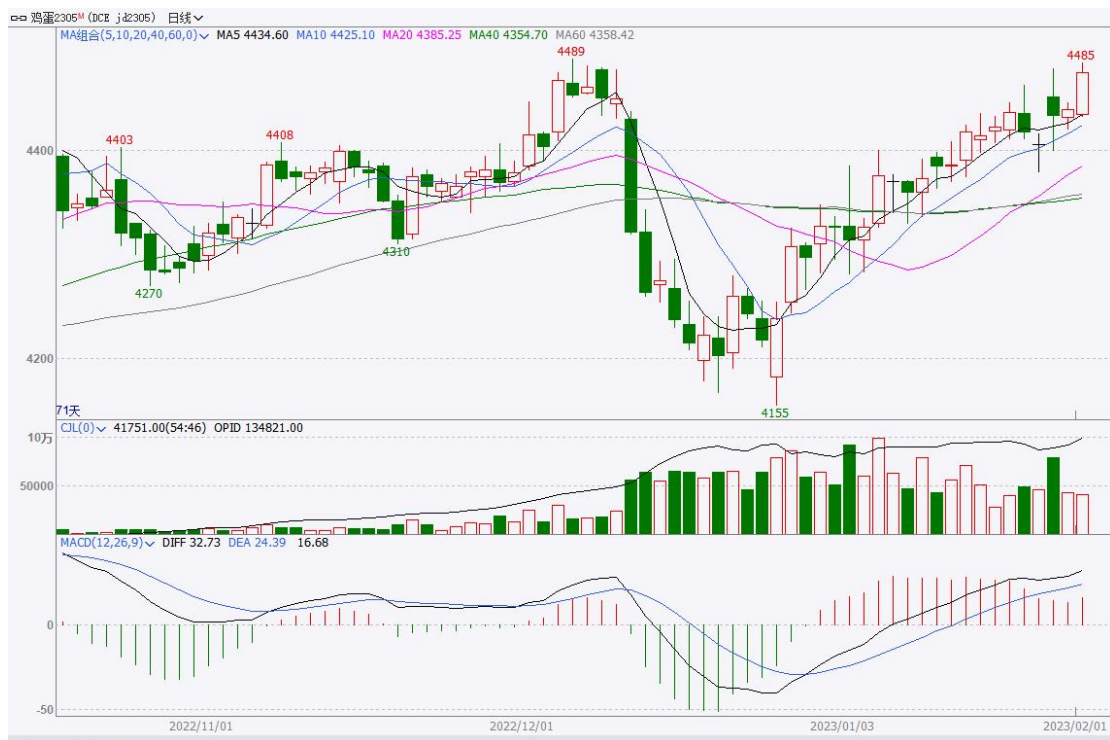 鸡蛋2305M (DCE jd2305) 日线
MA组合(5,10,20,40,60,0) MA5 4434.60 MA10 4425.10 MA20 4385.25 MA40 4354.70 MA60 4358.42
4489
4485
4403
4408
4400
4310
4270
4200
4155
71天
CJL(0) 41751.00(54:46) OPID 134821.00
10万
50000
MACD(12,26,9) DIFF 32.73 DEA 24.39 16.68
0
-50
2022/11/01 2022/12/01 2023/01/03 2023/02/01